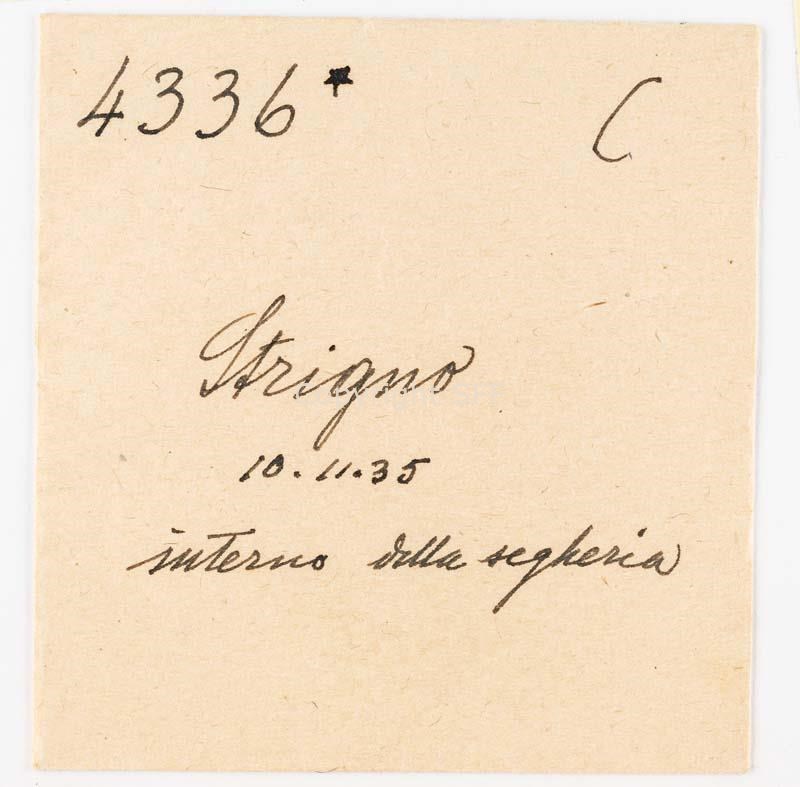 4336* C
Strigno
10.11.35
interno della segheria